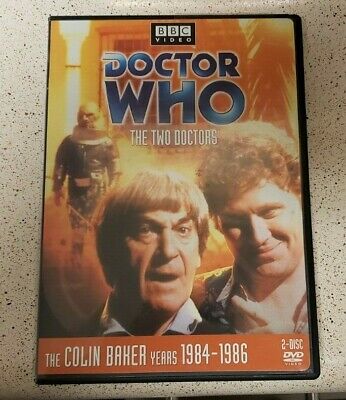 BBC
VIDEO
DOCTOR
WHO
THE TWO DOCTORS
THE COLIN BAKER YEARS 1984-1986
2-DISC
DVD
VIDEO